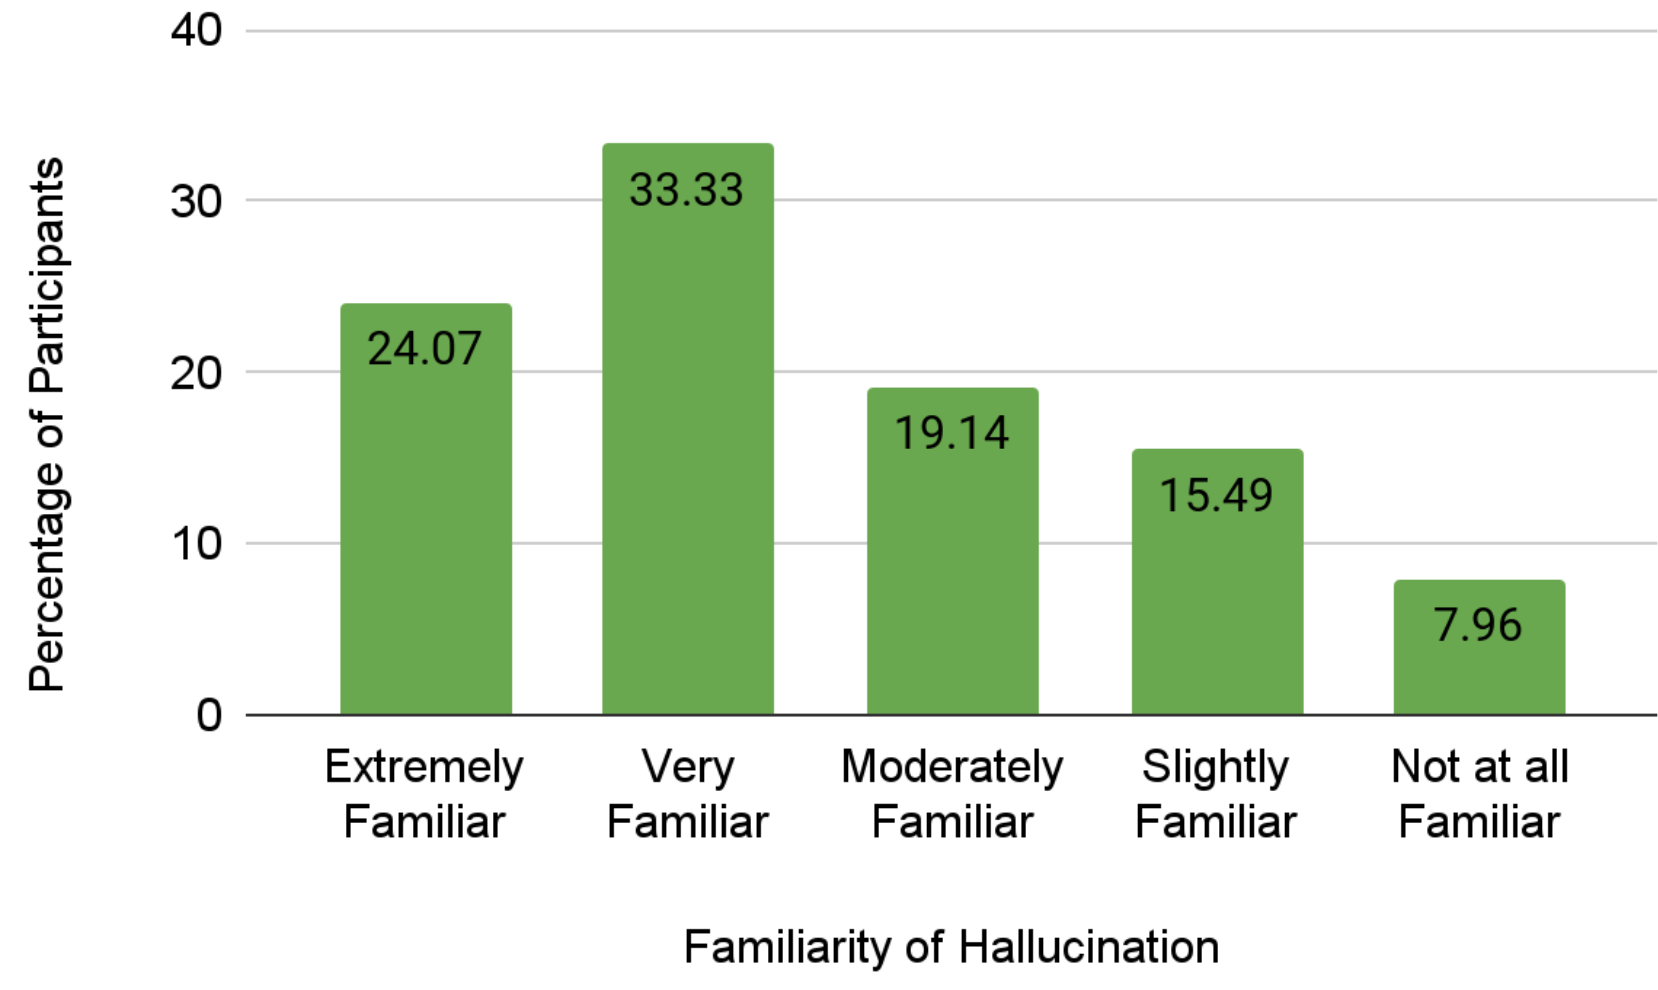 40
30
20
10
0
Percentage of Participants
24.07
33.33
19.14
15.49
7.96
Extremely
Familiar
Very
Familiar
Moderately
Familiar
Slightly
Familiar
Not at all
Familiar
Familiarity of Hallucination